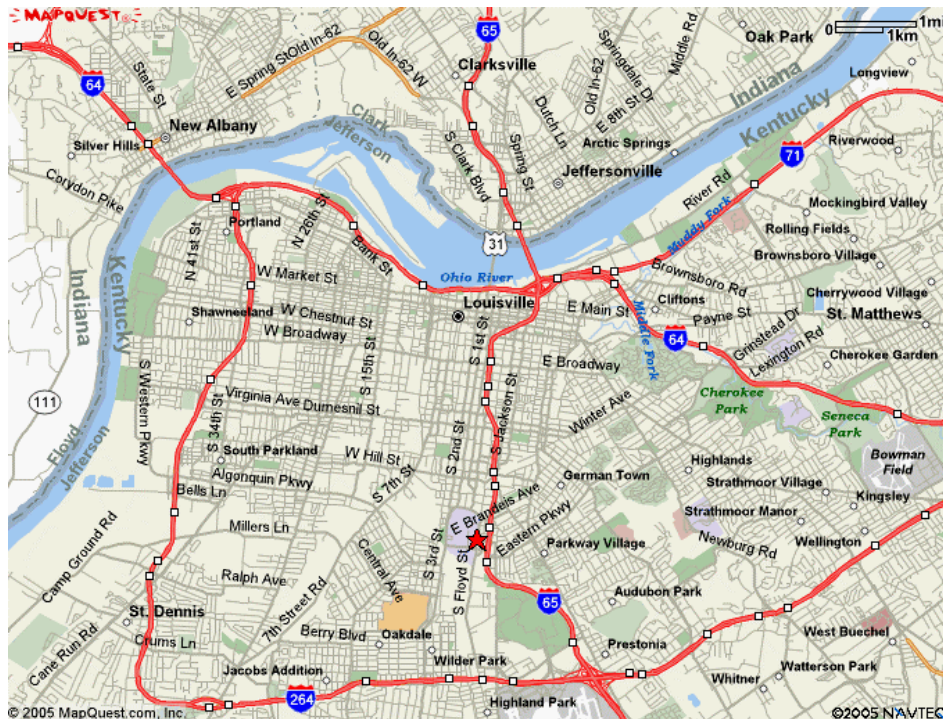 MAPQUEST
65
Oak Park
1mi
0
1km
Old In-62
E Spring St
Old In-62 W
Clarksville
Springdale Dr
Middle Rd
Old In-62
Longview
64
State St
Dutch Ln
E 8th St
Indiana
Kentucky
New Albany
Clark
Jefferson
Spring St
Arctic Springs
71
Riverwood
Silver Hills
S Clark Blvd
Jeffersonville
Corydon Pike
River Rd
Mockingbird Valley
Portland
N 26th St
Muddy Fork
N 41st St
Bank St
31
Rolling Fields
Indiana
Kentucky
W Market St
Ohio River
Brownsboro Rd
Brownsboro Village
Louisville
E Main St
Cliftons
Cherrywood Village
Shawneeland
W Chestnut St
Payne St
St. Matthews
W Broadway
S 1st St
Middle Fork
64
Grinstead Dr
Lexington Rd
S 15th St
E Broadway
Cherokee Garden
S Western Pkwy
Cherokee Park
111
Virginia Ave
Dumesnil St
S Jackson St
Winter Ave
Seneca Park
S 34th St
S 2nd St
Floyd
Jefferson
South Parkland
W Hill St
Highlands
Bowman Field
Algonquin Pkwy
S 7th St
German Town
Strathmoor Village
Bells Ln
Kingsley
E Brandeis Ave
Strathmoor Manor
Millers Ln
Eastern Pkwy
Camp Ground Rd
Central Ave
S 3rd St
Parkway Village
Newburg Rd
Wellington
Ralph Ave
S Floyd St
65
Audubon Park
St. Dennis
7th Street Rd
Cane Run Rd
Crums Ln
Berry Blvd
Oakdale
Prestonia
West Buechel
Jacobs Addition
Wilder Park
Watterson Park
264
Highland Park
Whitner
© 2005 MapQuest.com, Inc.
©2005 NAVTEC